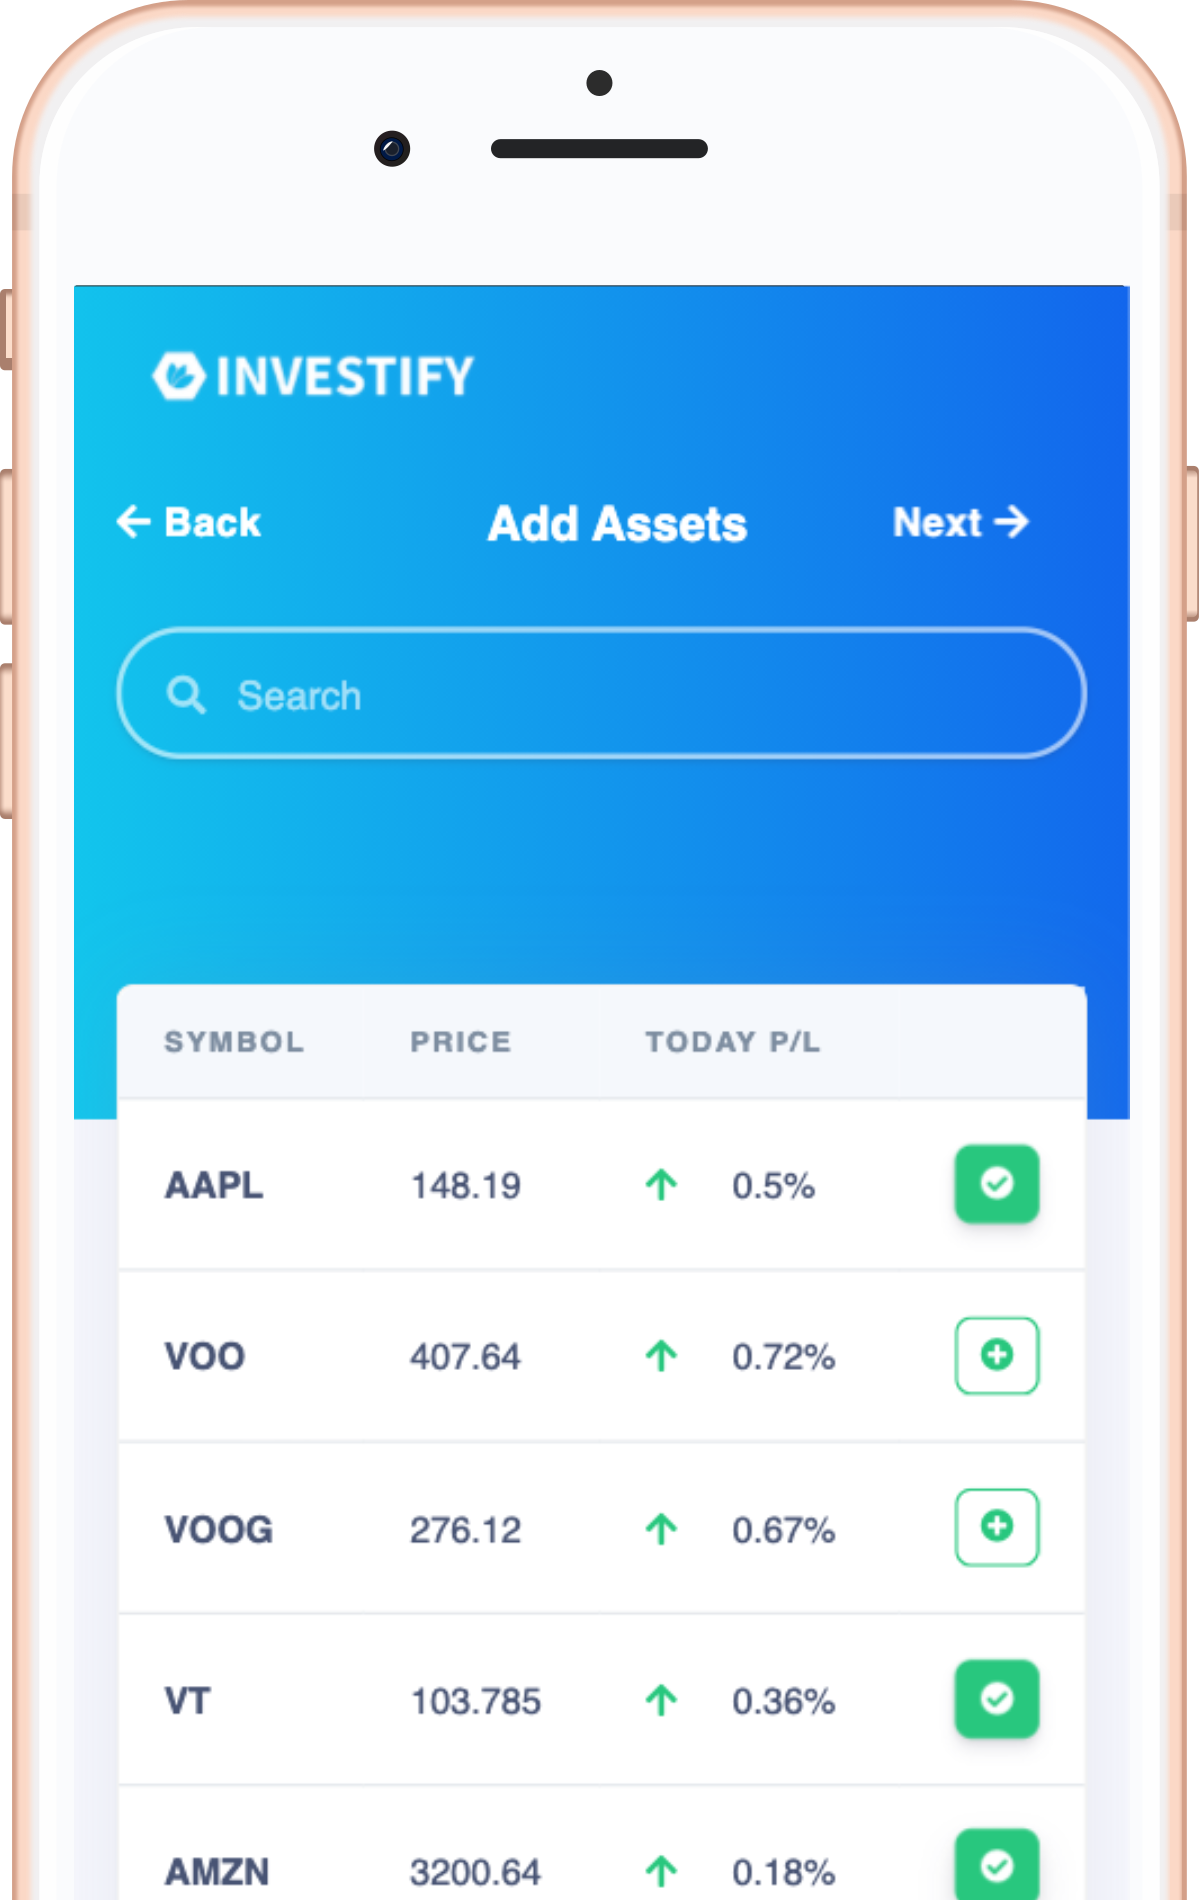 INVESTIFY
Back Add Assets Next
Search
SYMBOL PRICE TODAY P/L
AAPL 148.19 0.5%
VOO 407.64 0.72%
VOOG 276.12 0.67%
VT 103.785 0.36%
AMZN 3200.64 0.18%